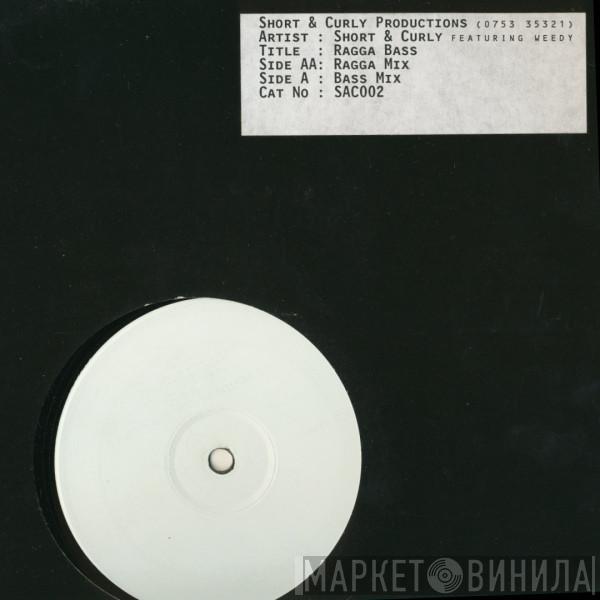 Short & Curly Productions (0753 35321)
Artist : Short & Curly featuring Weedy
Title  : Ragga Bass
Side AA: Ragga Mix
Side A : Bass Mix
Cat No : SAC002
МАРКЕТ ВИНИЛА